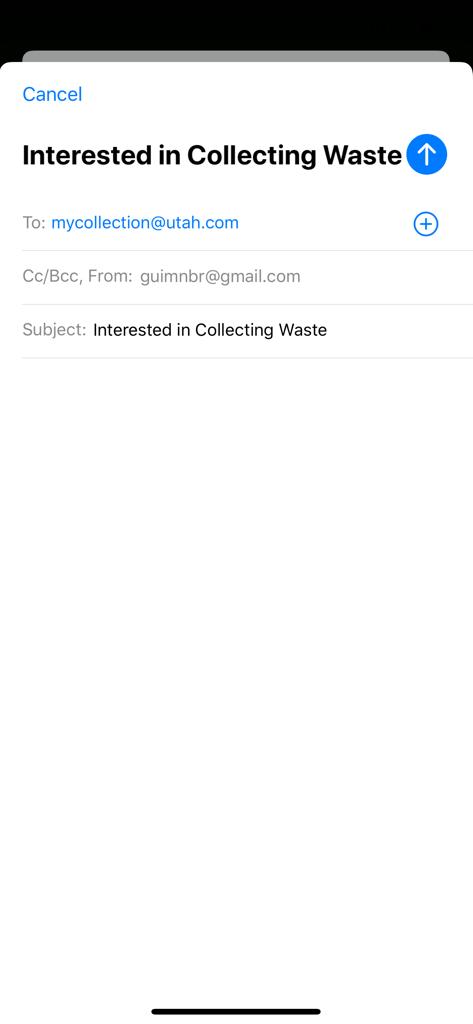 Cancel
Interested in Collecting Waste
To: mycollection@utah.com
Cc/Bcc, From: guimnbr@gmail.com
Subject: Interested in Collecting Waste